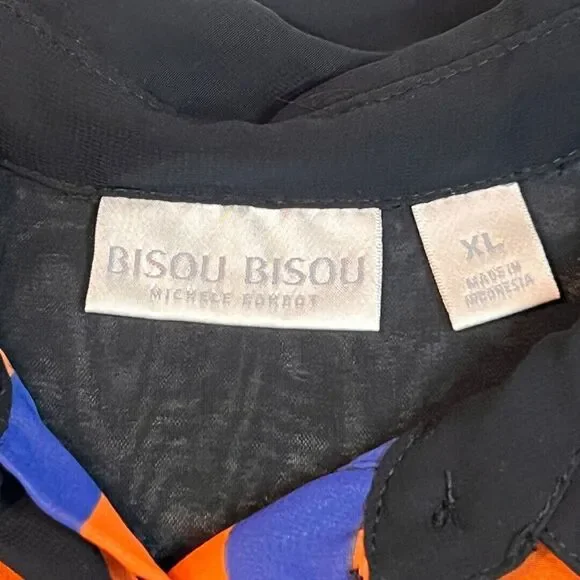 BISOU BISOU
MICHELE BOHBOT
XL
MADE IN
INDONESIA